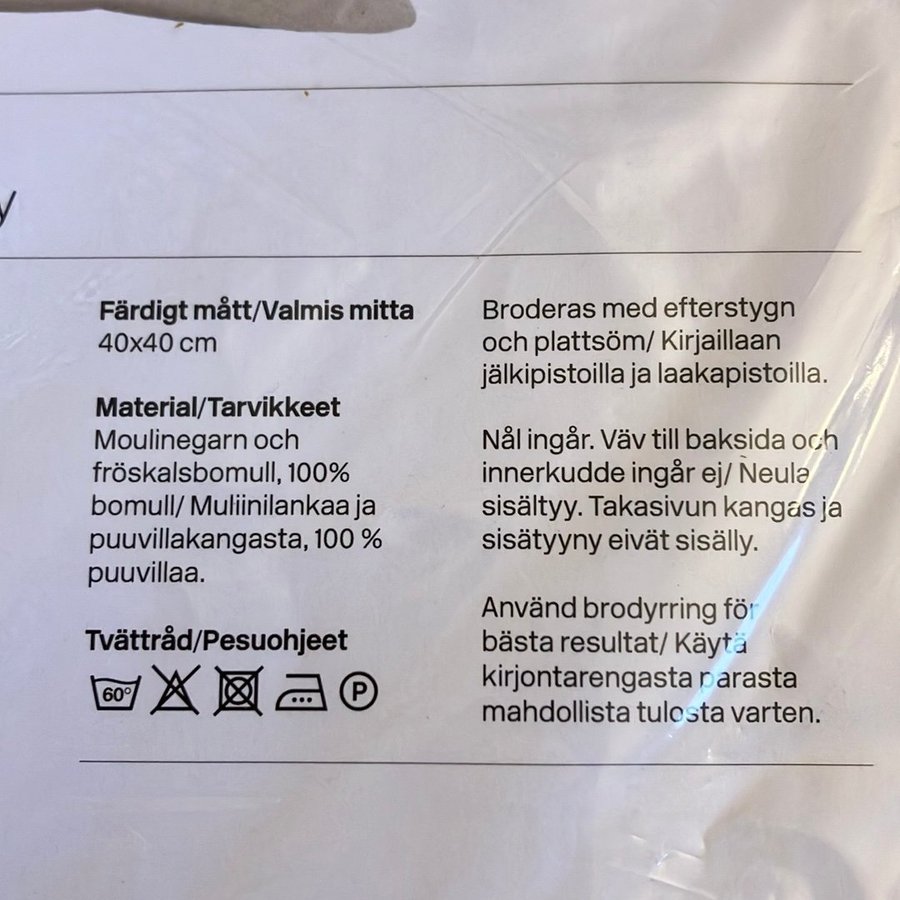 y
Färdigt mått/Valmis mitta
40x40 cm
Material/Tarvikkeet
Moulinegarn och
fröskalsbomull, 100%
bomull/ Muliinilankaa ja
puuvillakangasta, 100 %
puuvillaa.
Tvättråd/Pesuohjeet
60°
P
Broderas med efterstygn
och plattsöm/ Kirjaillaan
jälkipistoilla ja laakapistoilla.
Nål ingår. Väv till baksida och
innerkudde ingår ej/ Neula
sisältyy. Takasivun kangas ja
sisätyyny eivät sisälly.
Använd brodyrring för
bästa resultat/ Käytä
kirjontarengasta parasta
mahdollista tulosta varten.